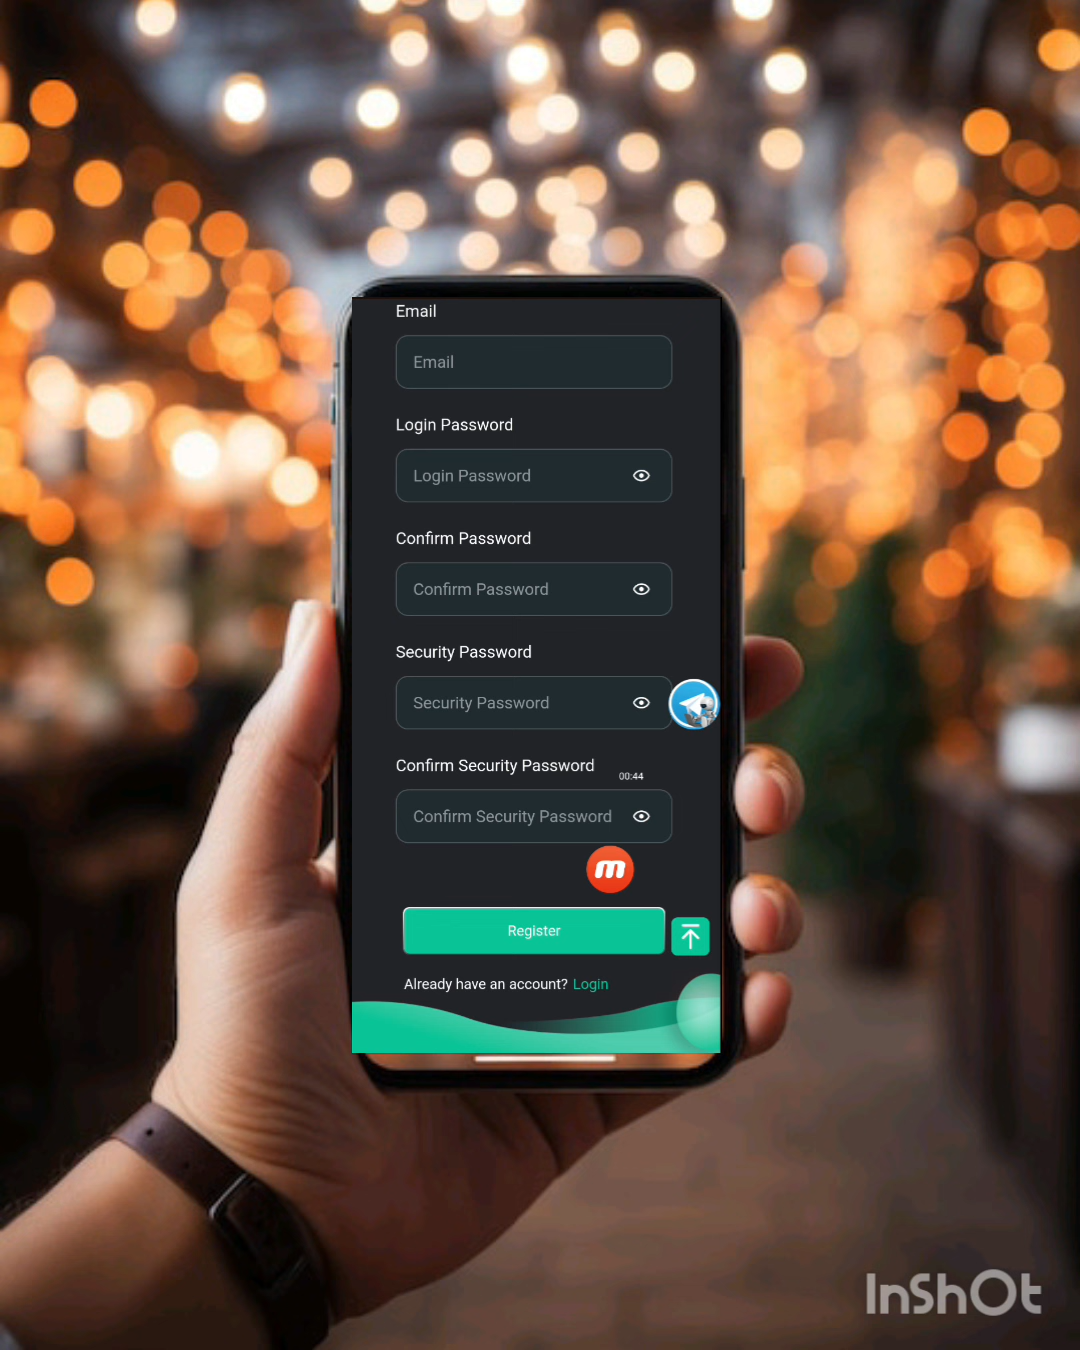 Email
Email
Login Password
Login Password
Confirm Password
Confirm Password
Security Password
Security Password
Confirm Security Password
00:44
Confirm Security Password
m
Register
Already have an account? Login
InShOt